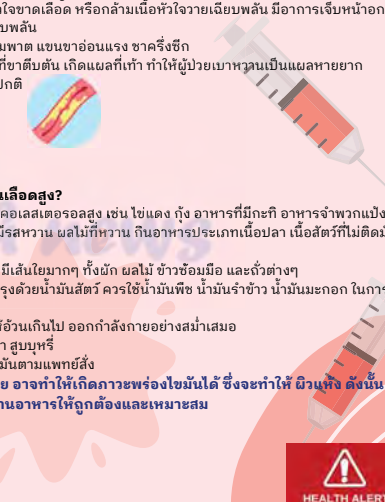 ใจขาดเลือด หรือกล้ามเนื้อหัวใจวายเฉียบพลัน มีอาการเจ็บหน้าอก
บพลัน
มพาต แขนขาอ่อนแรง ชาครึ่งซีก
ที่ขาตีบตัน เกิดแผลที่เท้า ทำให้ผู้ป่วยเบาหวานเป็นแผลหายยาก
ปกติ
นเลือดสูง?
คอเลสเตอรอลสูง เช่น ไข่แดง กุ้ง อาหารที่มีกะทิ อาหารจำพวกแป้ง
มีรสหวาน ผลไม้ที่หวาน กินอาหารประเภทเนื้อปลา เนื้อสัตว์ที่ไม่ติดมั
มีเส้นใยมากๆ ทั้งผัก ผลไม้ ข้าวซ้อมมือ และถั่วต่างๆ
รุงด้วยน้ำมันสัตว์ ควรใช้น้ำมันพืช น้ำมันรำข้าว น้ำมันมะกอก ในการ
ห้อ้วนเกินไป ออกกำลังกายอย่างสม่ำเสมอ
า สูบบุหรี่
มันตามแพทย์สั่ง
ย อาจทำให้เกิดภาวะพร่องไขมันได้ ซึ่งจะทำให้ ผิวแห้ง ดังนั้น
านอาหารให้ถูกต้องและเหมาะสม
HEALTH ALERT